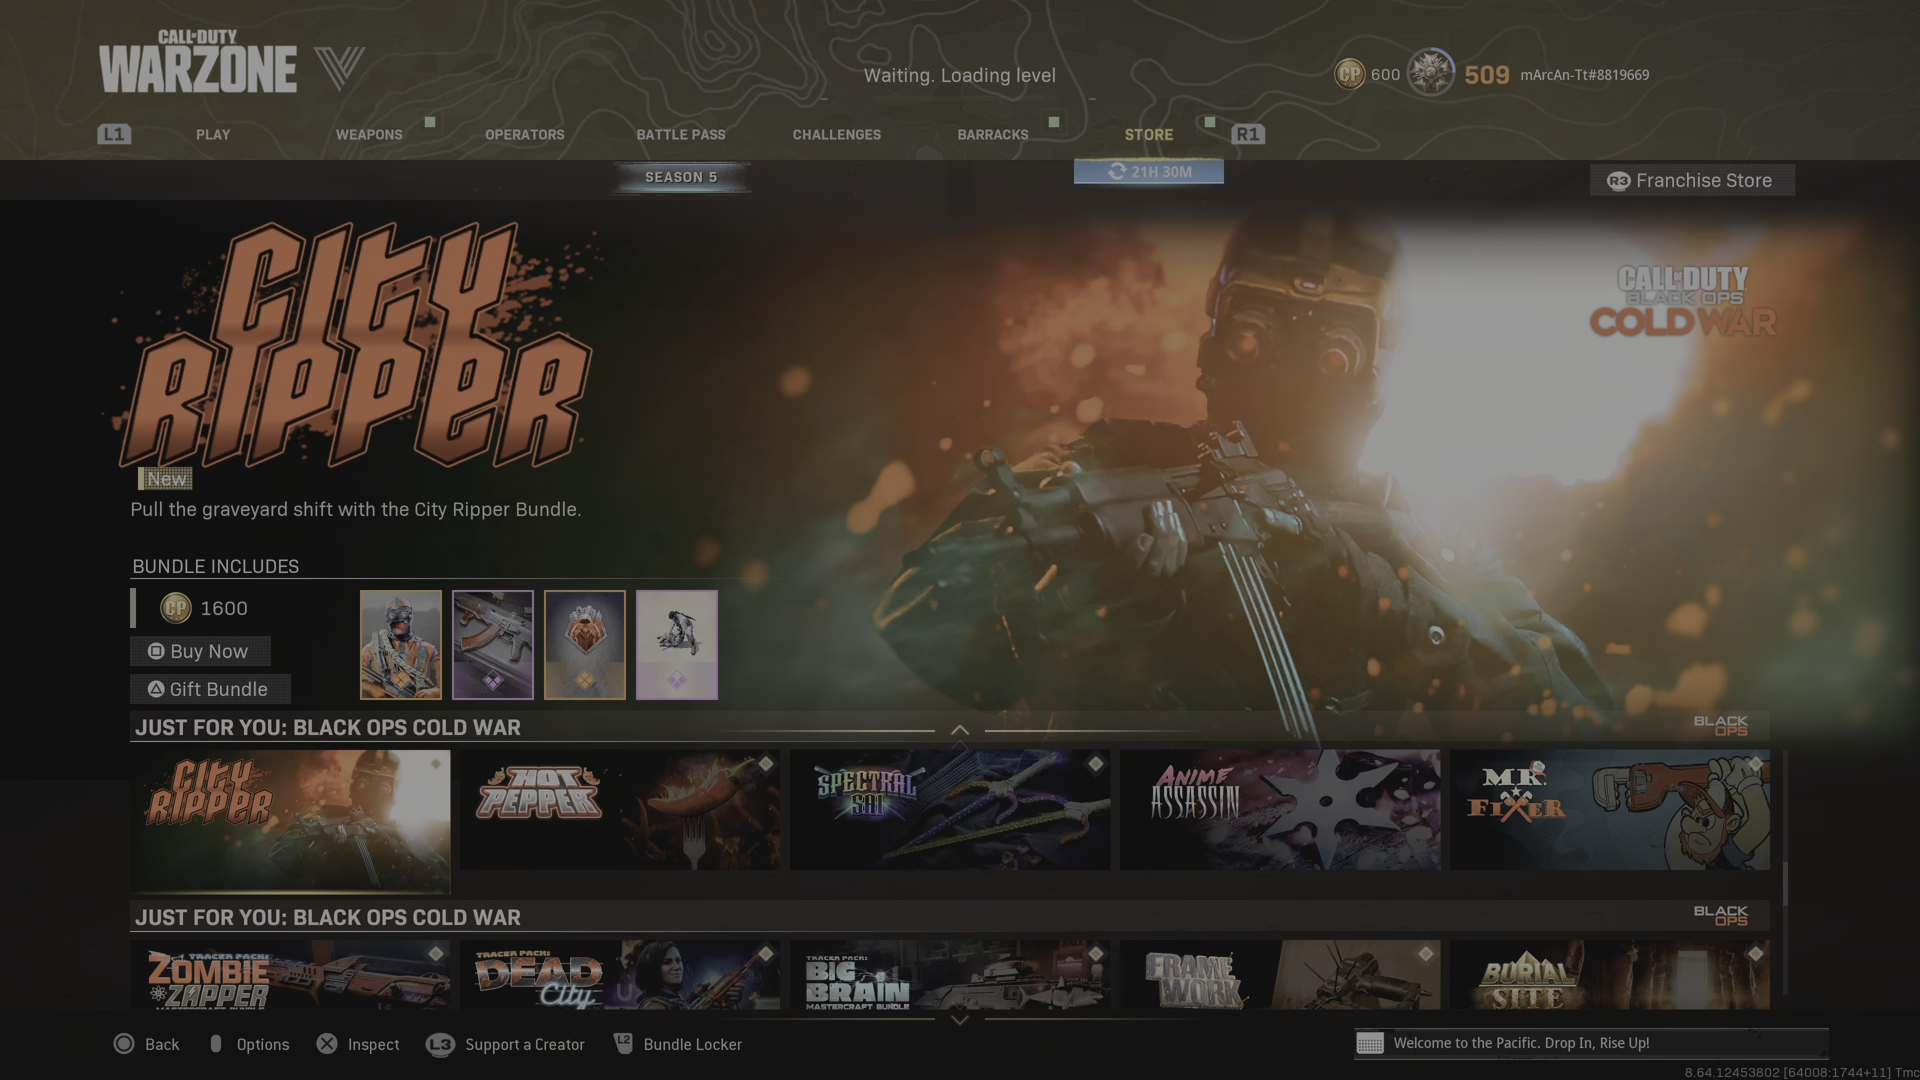 CALL OF DUTY
WARZONE
Waiting. Loading level
CP 600
509 mArcAn-Tt#8819669
L1 PLAY WEAPONS OPERATORS BATTLE PASS CHALLENGES BARRACKS STORE R1
SEASON 5
21H 30M
R3 Franchise Store
CITY
RIPPER
CALL OF DUTY
BLACK OPS
COLD WAR
New
Pull the graveyard shift with the City Ripper Bundle.
BUNDLE INCLUDES
CP 1600
Buy Now
Gift Bundle
JUST FOR YOU: BLACK OPS COLD WAR
BLACK
OPS
CITY
RIPPER
HOT
PEPPER
SPECTRAL
SAI
ANIME
ASSASSIN
MR.
FIXER
JUST FOR YOU: BLACK OPS COLD WAR
BLACK
OPS
TRACER PACK:
ZOMBIE
ZAPPER
MASTERCRAFT BUNDLE
TRACER PACK:
DEAD
City
TRACER PACK:
BIG
BRAIN
MASTERCRAFT BUNDLE
FRAME
WORK
BURIAL
SITE
Back Options Inspect L3 Support a Creator L2 Bundle Locker
Welcome to the Pacific. Drop In, Rise Up!
8.64.12453802 [64008:1744+11] Tmc